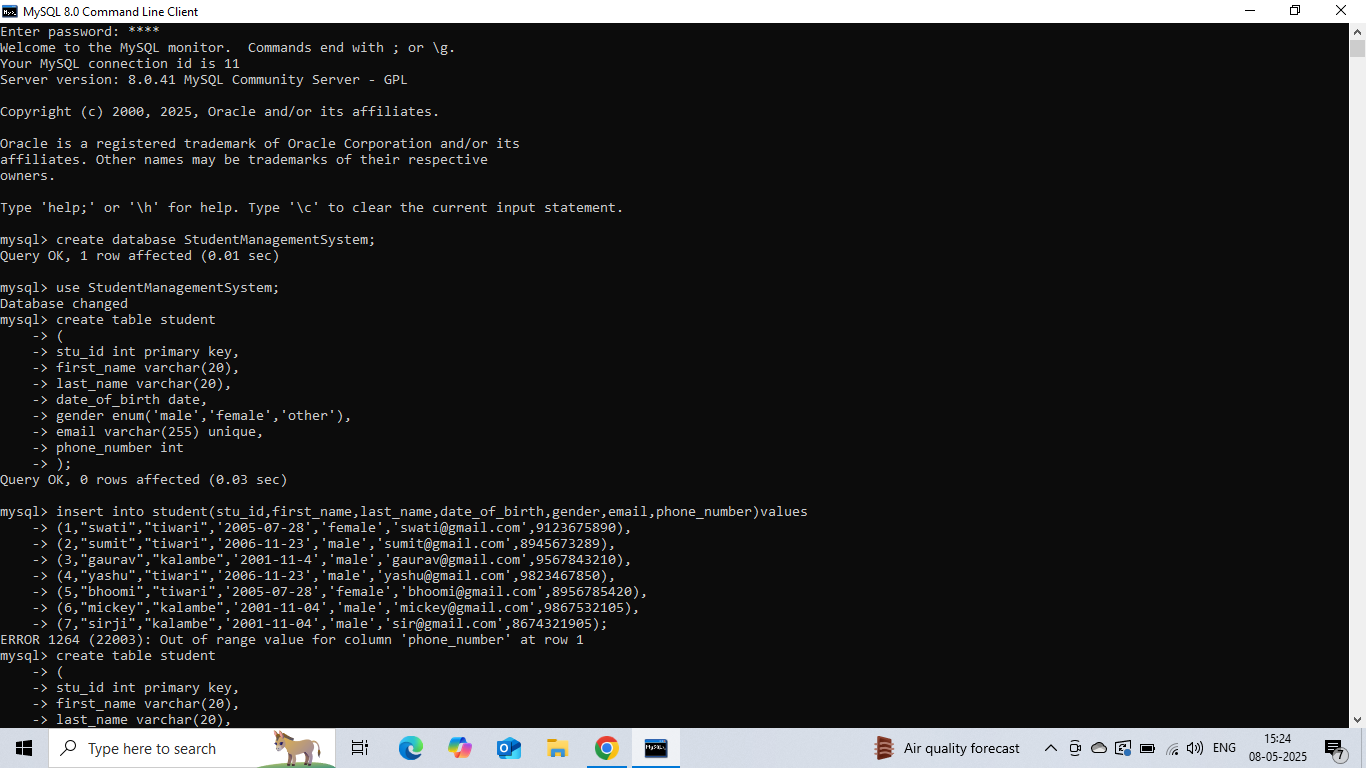 MySQL 8.0 Command Line Client
Enter password: ****
Welcome to the MySQL monitor.  Commands end with ; or \g.
Your MySQL connection id is 11
Server version: 8.0.41 MySQL Community Server - GPL
Copyright (c) 2000, 2025, Oracle and/or its affiliates.
Oracle is a registered trademark of Oracle Corporation and/or its
affiliates. Other names may be trademarks of their respective
owners.
Type 'help;' or '\h' for help. Type '\c' to clear the current input statement.
mysql> create database StudentManagementSystem;
Query OK, 1 row affected (0.01 sec)
mysql> use StudentManagementSystem;
Database changed
mysql> create table student
    -> (
    -> stu_id int primary key,
    -> first_name varchar(20),
    -> last_name varchar(20),
    -> date_of_birth date,
    -> gender enum('male','female','other'),
    -> email varchar(255) unique,
    -> phone_number int
    -> );
Query OK, 0 rows affected (0.03 sec)
mysql> insert into student(stu_id,first_name,last_name,date_of_birth,gender,email,phone_number)values
    -> (1,"swati","tiwari",'2005-07-28','female','swati@gmail.com',9123675890),
    -> (2,"sumit","tiwari",'2006-11-23','male','sumit@gmail.com',8945673289),
    -> (3,"gaurav","kalambe",'2001-11-4','male','gaurav@gmail.com',9567843210),
    -> (4,"yashu","tiwari",'2006-11-23','male','yashu@gmail.com',9823467850),
    -> (5,"bhoomi","tiwari",'2005-07-28','female','bhoomi@gmail.com',8956785420),
    -> (6,"mickey","kalambe",'2001-11-04','male','mickey@gmail.com',9867532105),
    -> (7,"sirji","kalambe",'2001-11-04','male','sir@gmail.com',8674321905);
ERROR 1264 (22003): Out of range value for column 'phone_number' at row 1
mysql> create table student
    -> (
    -> stu_id int primary key,
    -> first_name varchar(20),
    -> last_name varchar(20),
Type here to search
Air quality forecast
ENG
15:24
08-05-2025
7